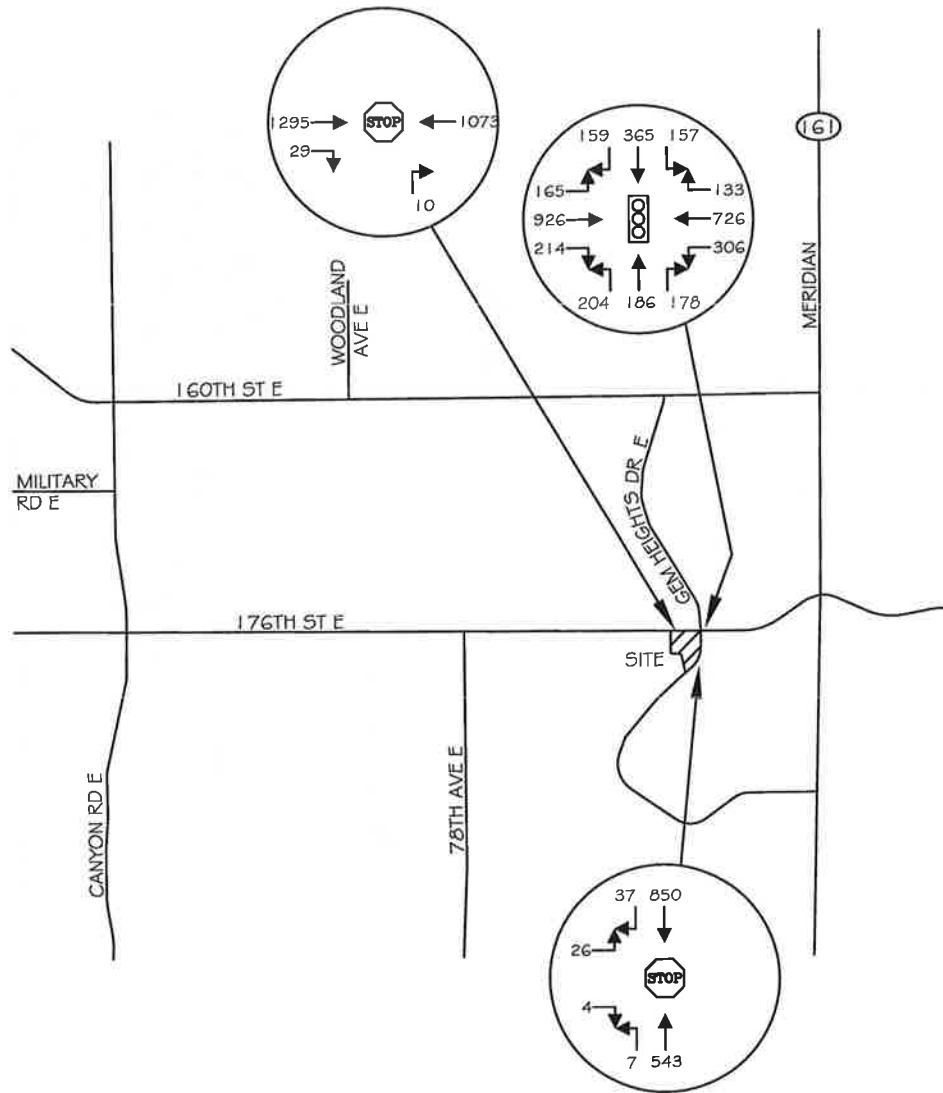 1295
STOP
1073
29
10
159 365 157
165
133
926
726
214
306
204 186 178
161
MERIDIAN
WOODLAND
AVE E
160TH ST E
MILITARY
RD E
GEM HEIGHTS DR E
176TH ST E
SITE
CANYON RD E
78TH AVE E
37 850
26
STOP
4
7 543